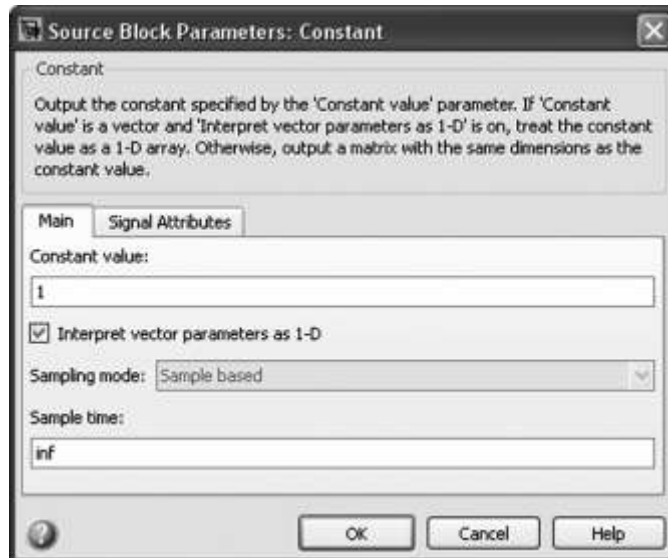 Source Block Parameters: Constant
Constant
Output the constant specified by the 'Constant value' parameter. If 'Constant
value' is a vector and 'Interpret vector parameters as 1-D' is on, treat the constant
value as a 1-D array. Otherwise, output a matrix with the same dimensions as the
constant value.
Main Signal Attributes
Constant value:
1
Interpret vector parameters as 1-D
Sampling mode: Sample based
Sample time:
inf
OK Cancel Help